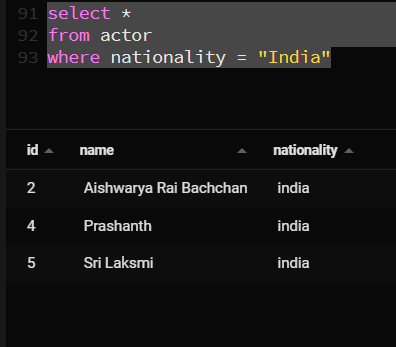 91 select *
92 from actor
93 where nationality = "India"
id name nationality
2 Aishwarya Rai Bachchan india
4 Prashanth india
5 Sri Laksmi india